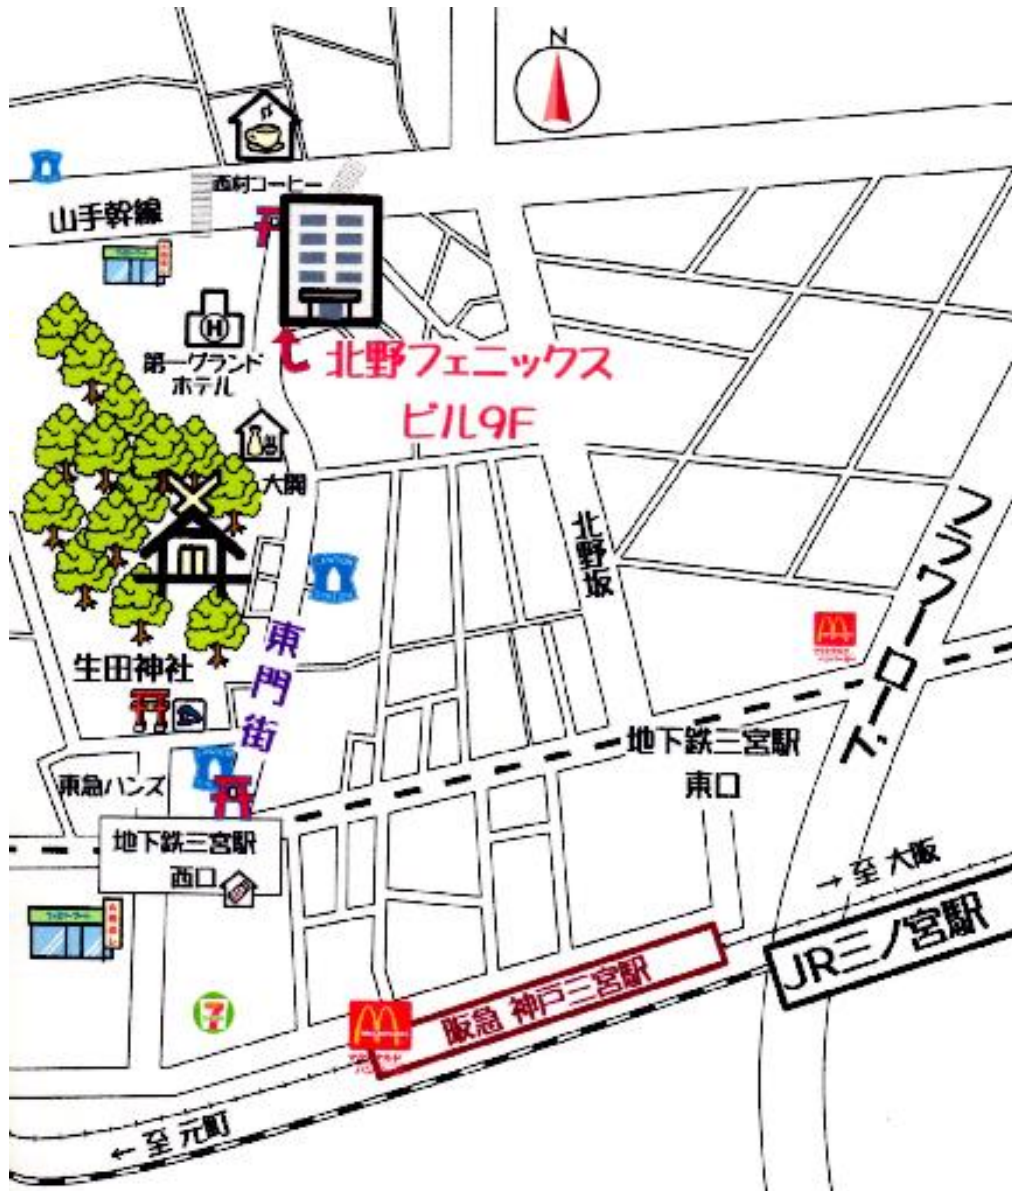 N
西村コーヒー
山手幹線
第一グランド
ホテル
北野フェニックス
ビル9F
大関
北野坂
フラワーロード
東門街
生田神社
地下鉄三宮駅
東口
東急ハンズ
地下鉄三宮駅
西口
→至 大阪
JR三ノ宮駅
阪急 神戸三宮駅
←至 元町